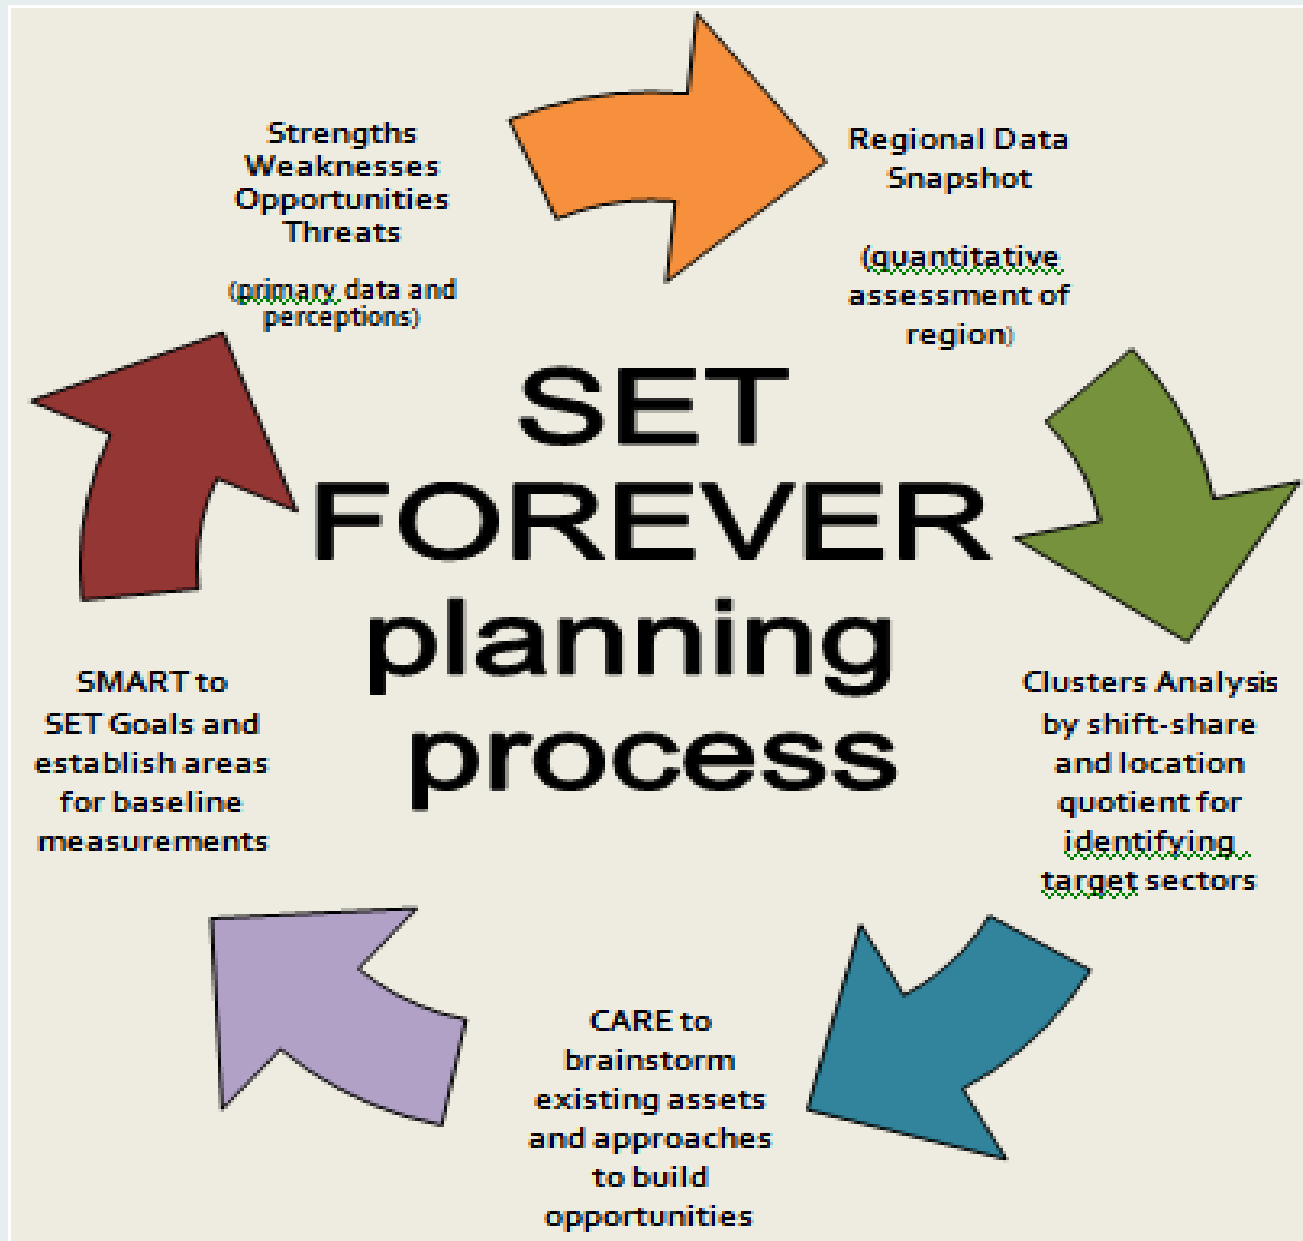 Strengths
Weaknesses
Opportunities
Threats
(primary data and
perceptions)
Regional Data
Snapshot
(quantitative
assessment of
region)
SET
FOREVER
planning
process
Clusters Analysis
by shift-share
and location
quotient for
identifying
target sectors
CARE to
brainstorm
existing assets
and approaches
to build
opportunities
SMART to
SET Goals and
establish areas
for baseline
measurements